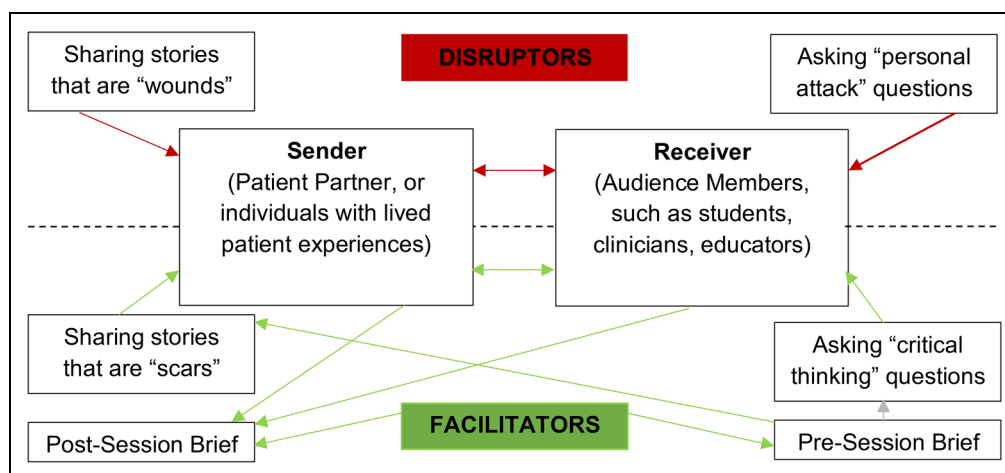 Sharing stories
that are “wounds”
DISRUPTORS
Asking “personal
attack” questions
Sender
(Patient Partner, or
individuals with lived
patient experiences)
Receiver
(Audience Members,
such as students,
clinicians, educators)
Sharing stories
that are “scars”
Asking “critical
thinking” questions
Post-Session Brief
FACILITATORS
Pre-Session Brief